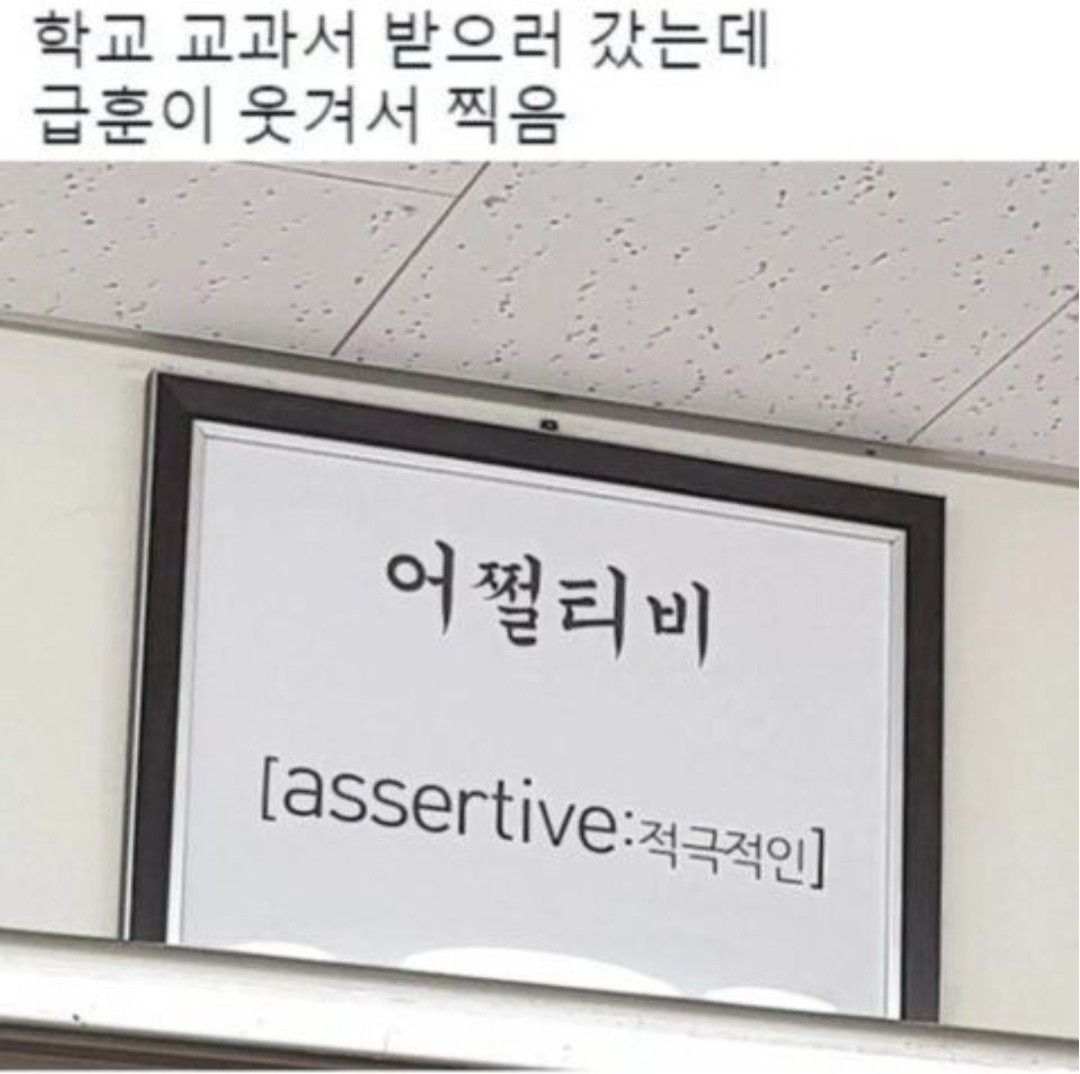 학교 교과서 받으러 갔는데
급훈이 웃겨서 찍음
어쩔티비
[assertive:적극적인]